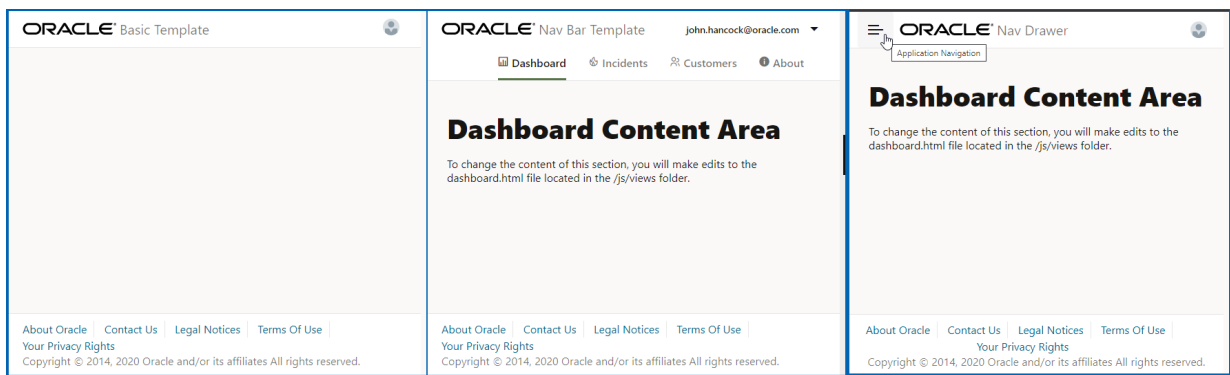 ORACLE® Basic Template
About Oracle Contact Us Legal Notices Terms Of Use
Your Privacy Rights
Copyright © 2014, 2020 Oracle and/or its affiliates All rights reserved.
ORACLE® Nav Bar Template john.hancock@oracle.com
Dashboard Incidents Customers About
Dashboard Content Area
To change the content of this section, you will make edits to the
dashboard.html file located in the /js/views folder.
About Oracle Contact Us Legal Notices Terms Of Use
Your Privacy Rights
Copyright © 2014, 2020 Oracle and/or its affiliates All rights reserved.
ORACLE® Nav Drawer
Application Navigation
Dashboard Content Area
To change the content of this section, you will make edits to the
dashboard.html file located in the /js/views folder.
About Oracle Contact Us Legal Notices Terms Of Use
Your Privacy Rights
Copyright © 2014, 2020 Oracle and/or its affiliates All rights reserved.